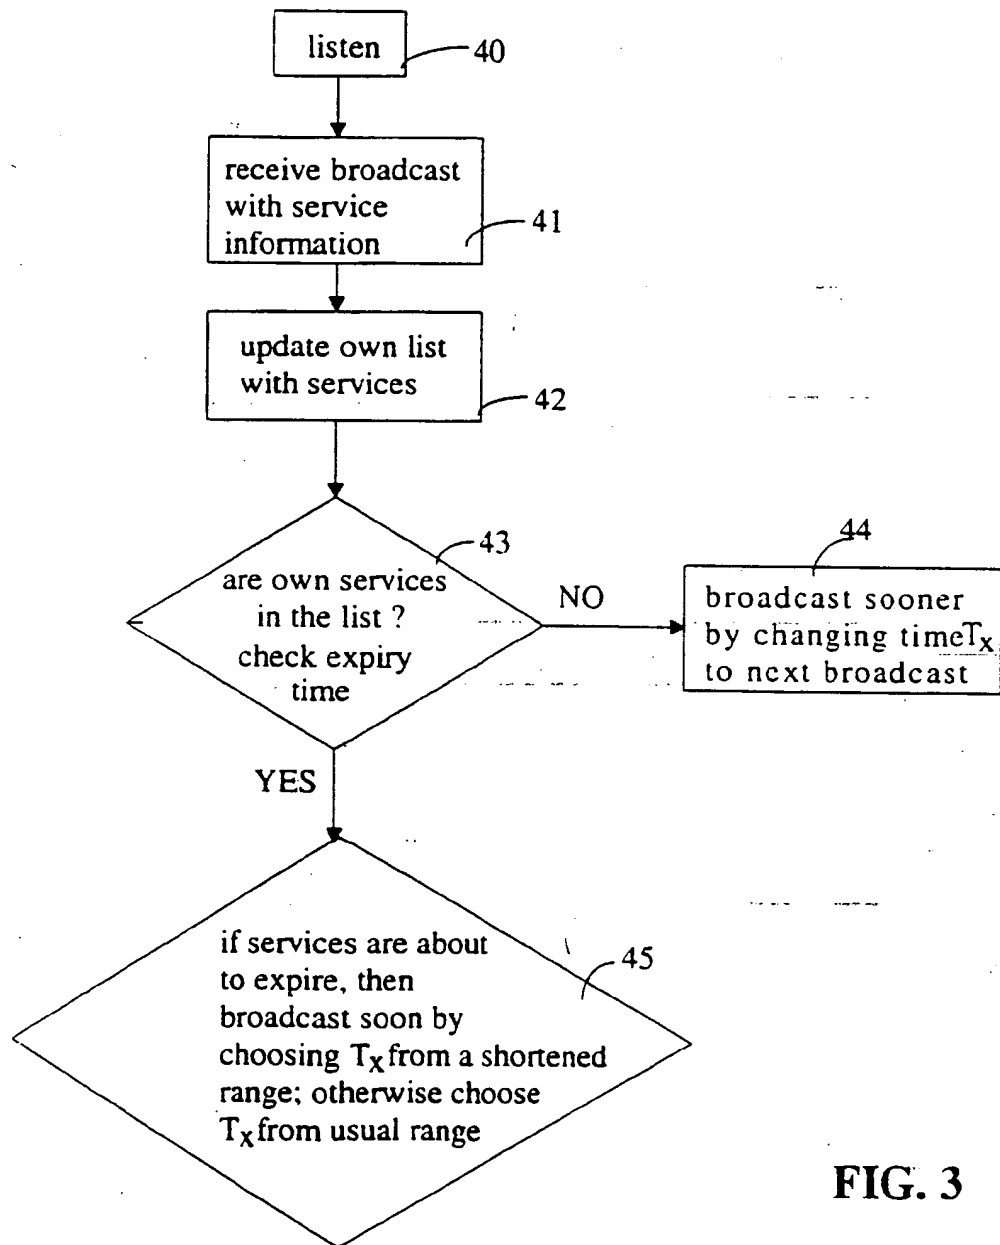 listen
40
receive broadcast
with service
information
41
update own list
with services
42
43
are own services
in the list ?
check expiry
time
NO
44
broadcast sooner
by changing timeTx
to next broadcast
YES
45
if services are about
to expire, then
broadcast soon by
choosing Tx from a shortened
range; otherwise choose
Tx from usual range
FIG. 3